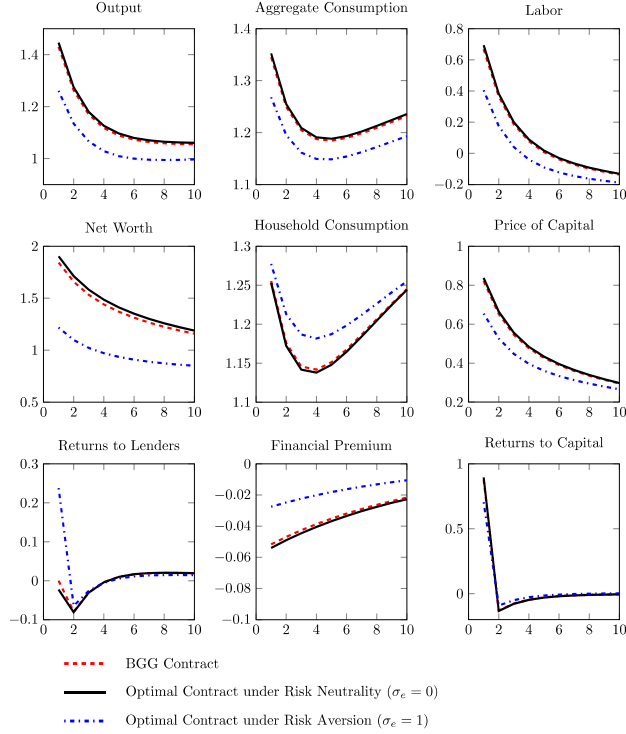 Output
Aggregate Consumption
Labor
1.4
1.2
1
0 2 4 6 8 10
1.4
1.3
1.2
1.1
0 2 4 6 8 10
0.8
0.6
0.4
0.2
0
−0.2
0 2 4 6 8 10
Net Worth
Household Consumption
Price of Capital
2
1.5
1
0.5
0 2 4 6 8 10
1.3
1.25
1.2
1.15
1.1
0 2 4 6 8 10
1
0.8
0.6
0.4
0.2
0 2 4 6 8 10
Returns to Lenders
Financial Premium
Returns to Capital
0.3
0.2
0.1
0
−0.1
0 2 4 6 8 10
0
−0.02
−0.04
−0.06
−0.08
−0.1
0 2 4 6 8 10
1
0.5
0
0 2 4 6 8 10
BGG Contract
Optimal Contract under Risk Neutrality (σₑ = 0)
Optimal Contract under Risk Aversion (σₑ = 1)